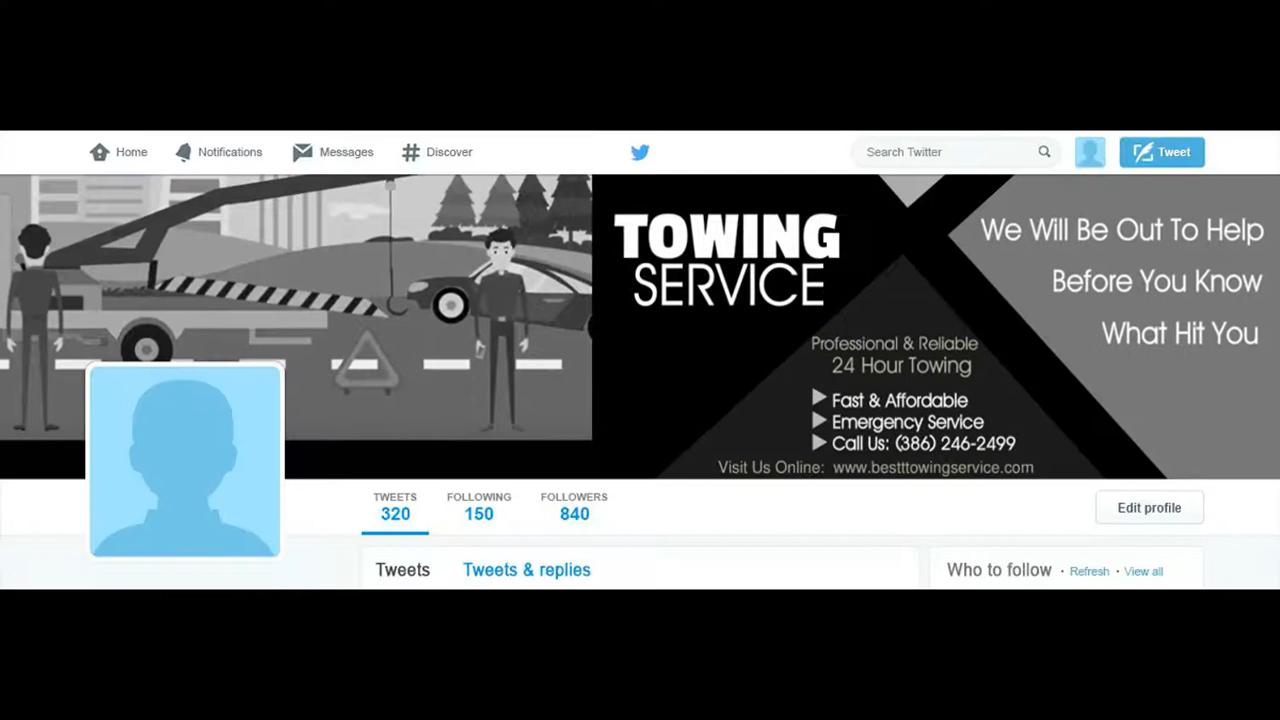 Home
Notifications
Messages
Discover
Search Twitter
Tweet
TOWING
SERVICE
We Will Be Out To Help
Before You Know
What Hit You
Professional & Reliable
24 Hour Towing
Fast & Affordable
Emergency Service
Call Us: (386) 246-2499
Visit Us Online: www.bestttowingservice.com
TWEETS
320
FOLLOWING
150
FOLLOWERS
840
Edit profile
Tweets
Tweets & replies
Who to follow · Refresh · View all